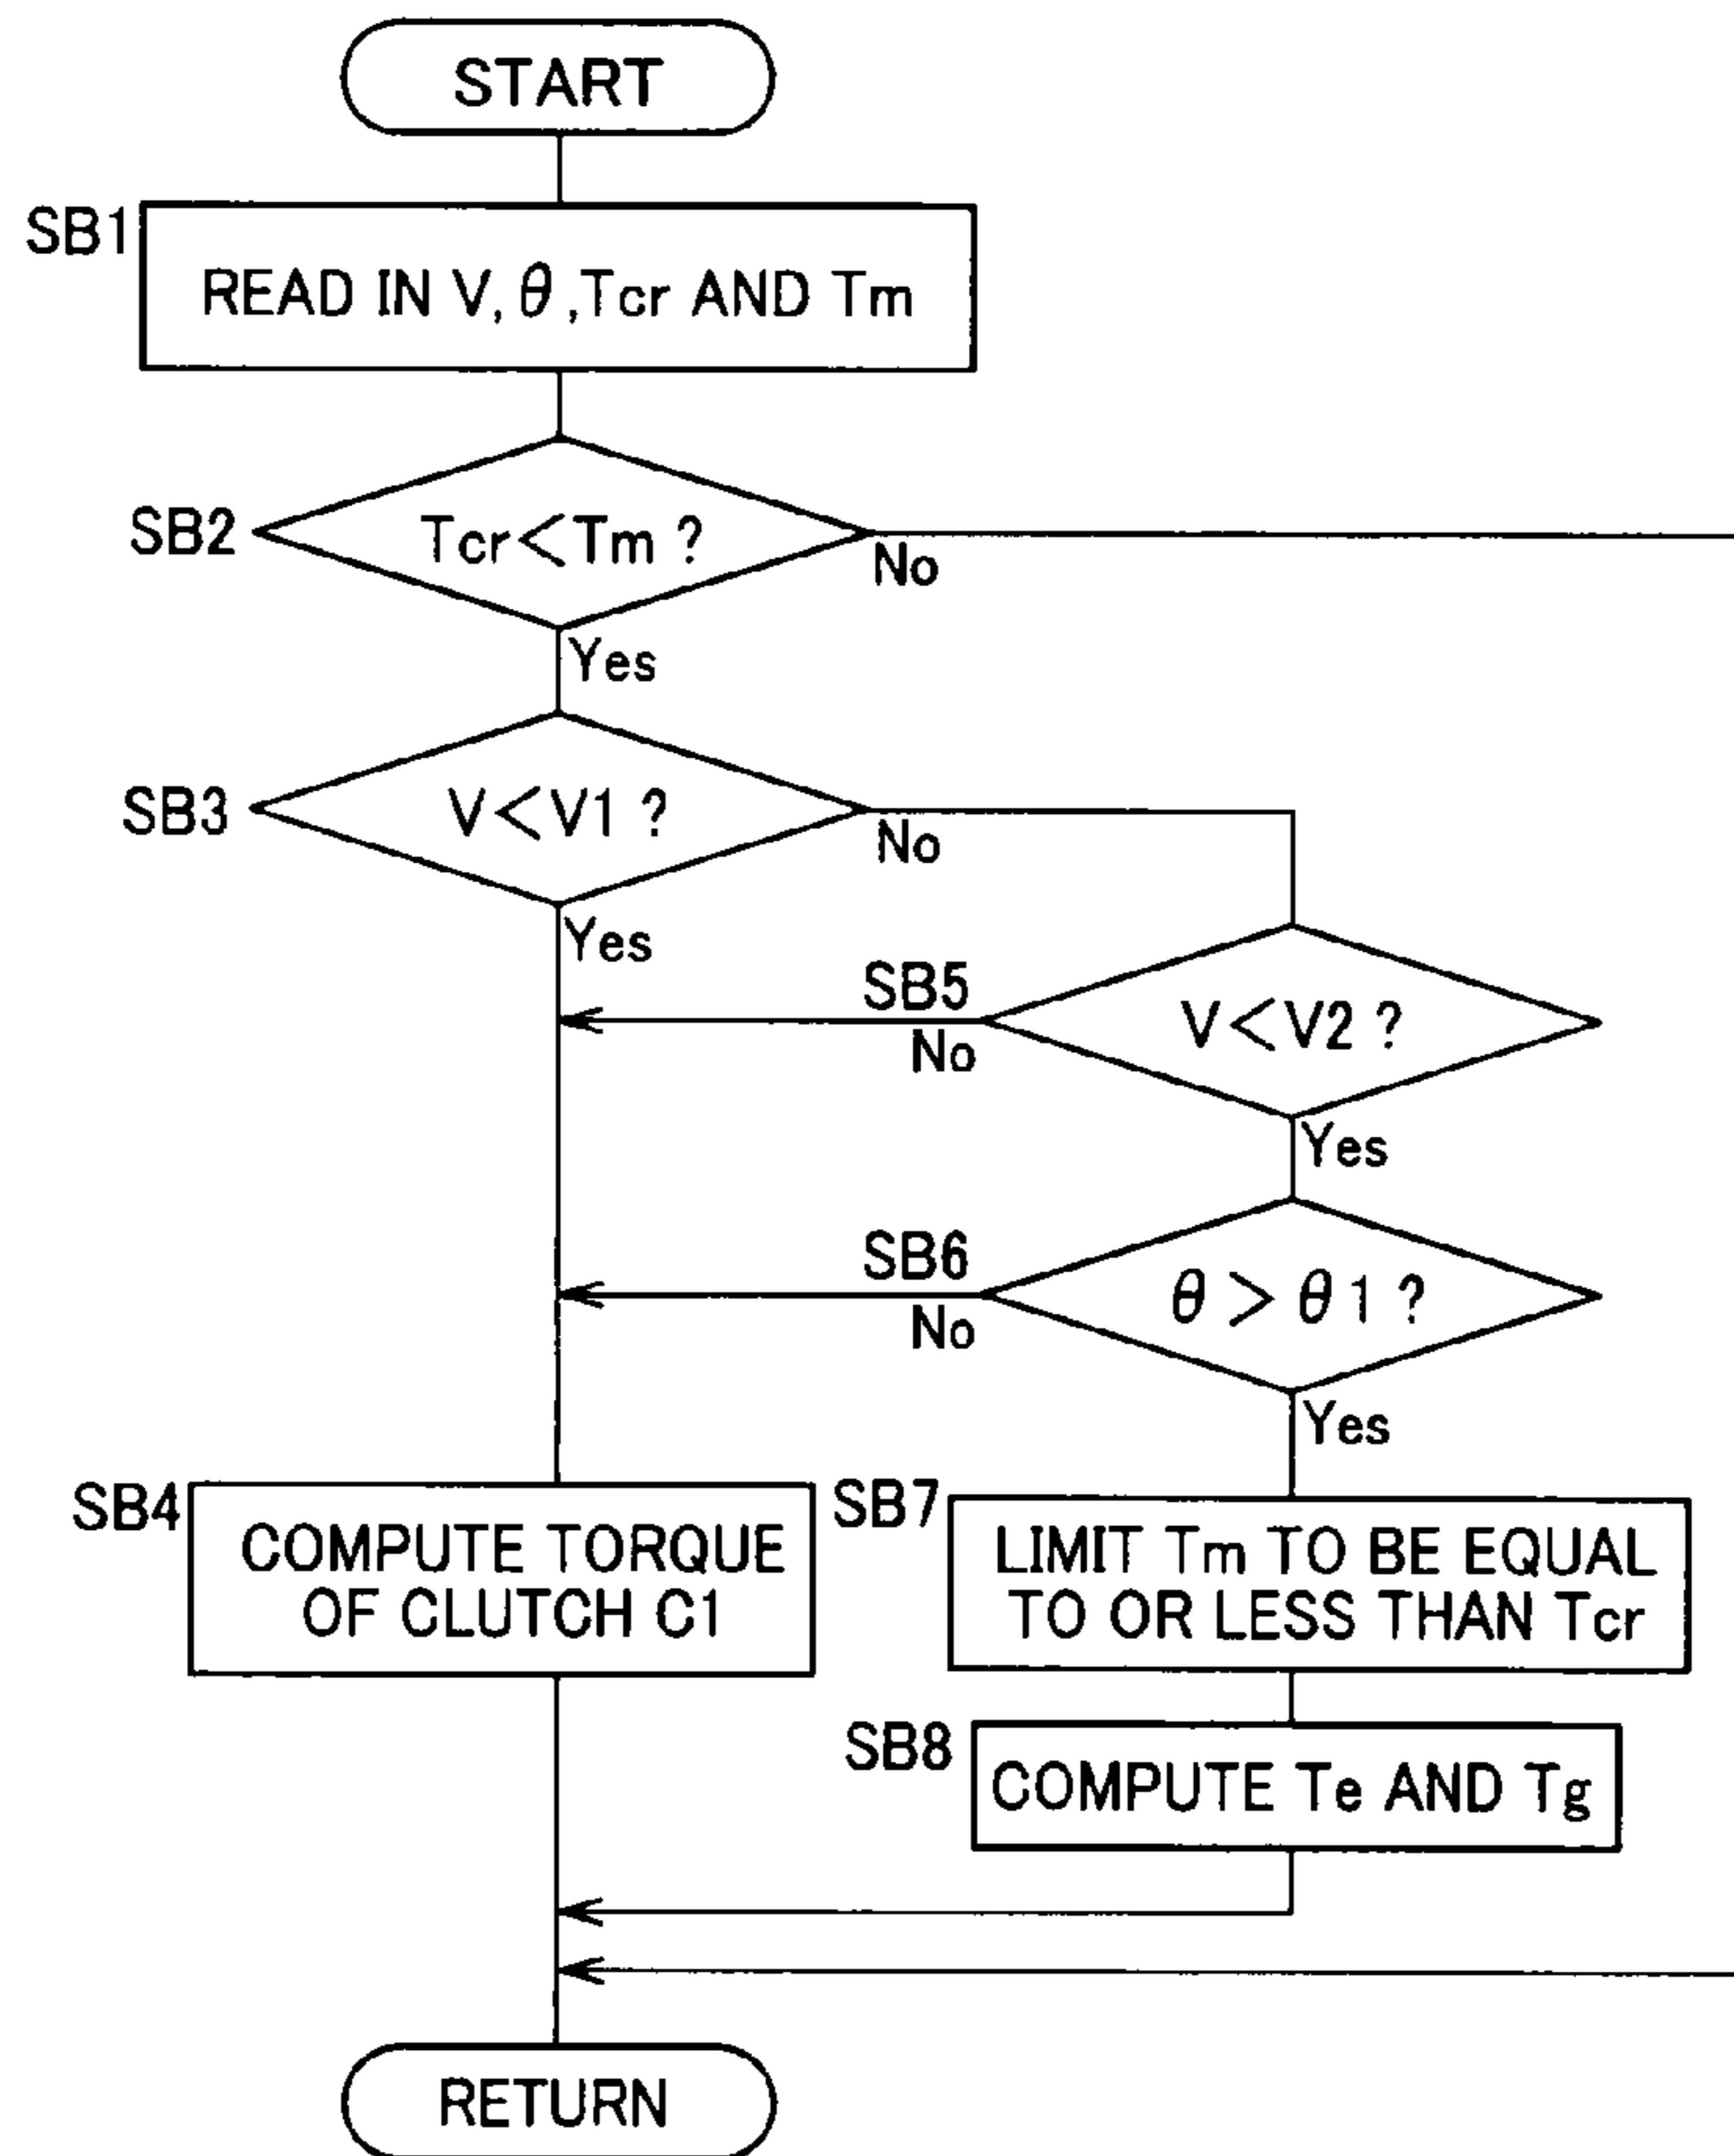 START
SB1
READ IN V, θ ,Tcr AND Tm
SB2
Tcr<Tm ?
No
Yes
SB3
V<V1 ?
No
Yes
SB5
V<V2 ?
No
Yes
SB6
θ > θ 1 ?
No
Yes
SB4
COMPUTE TORQUE
OF CLUTCH C1
SB7
LIMIT Tm TO BE EQUAL
TO OR LESS THAN Tcr
SB8
COMPUTE Te AND Tg
RETURN